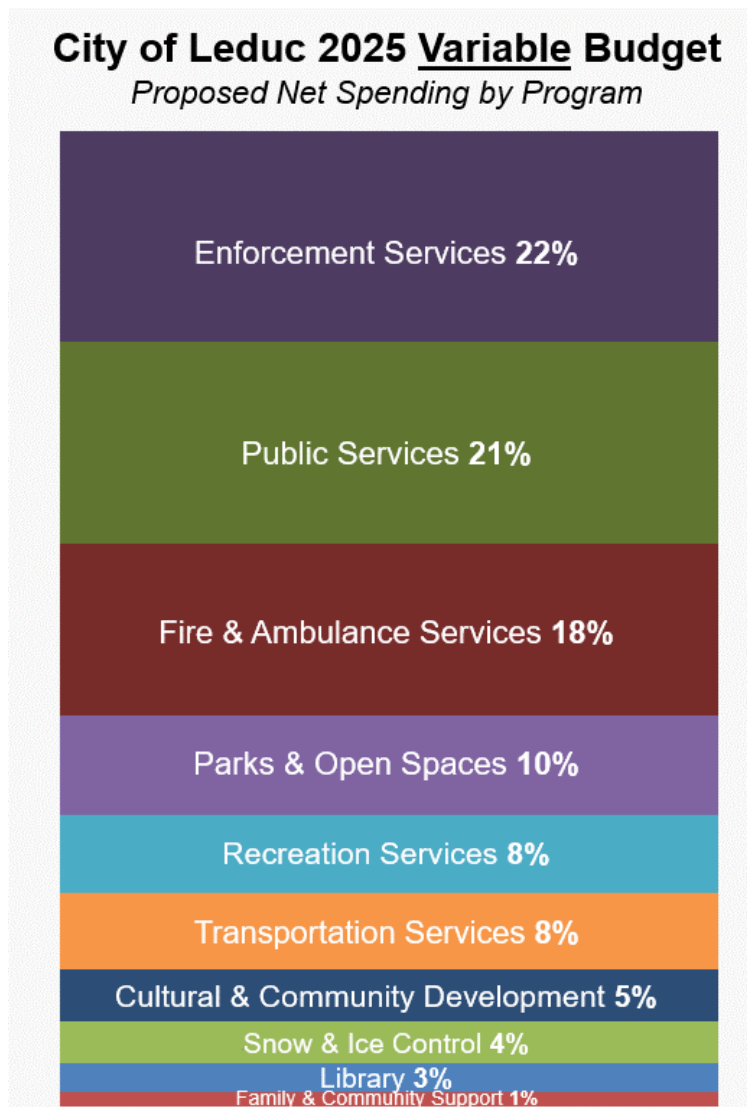 City of Leduc 2025 Variable Budget
Proposed Net Spending by Program
Enforcement Services 22%
Public Services 21%
Fire & Ambulance Services 18%
Parks & Open Spaces 10%
Recreation Services 8%
Transportation Services 8%
Cultural & Community Development 5%
Snow & Ice Control 4%
Library 3%
Family & Community Support 1%